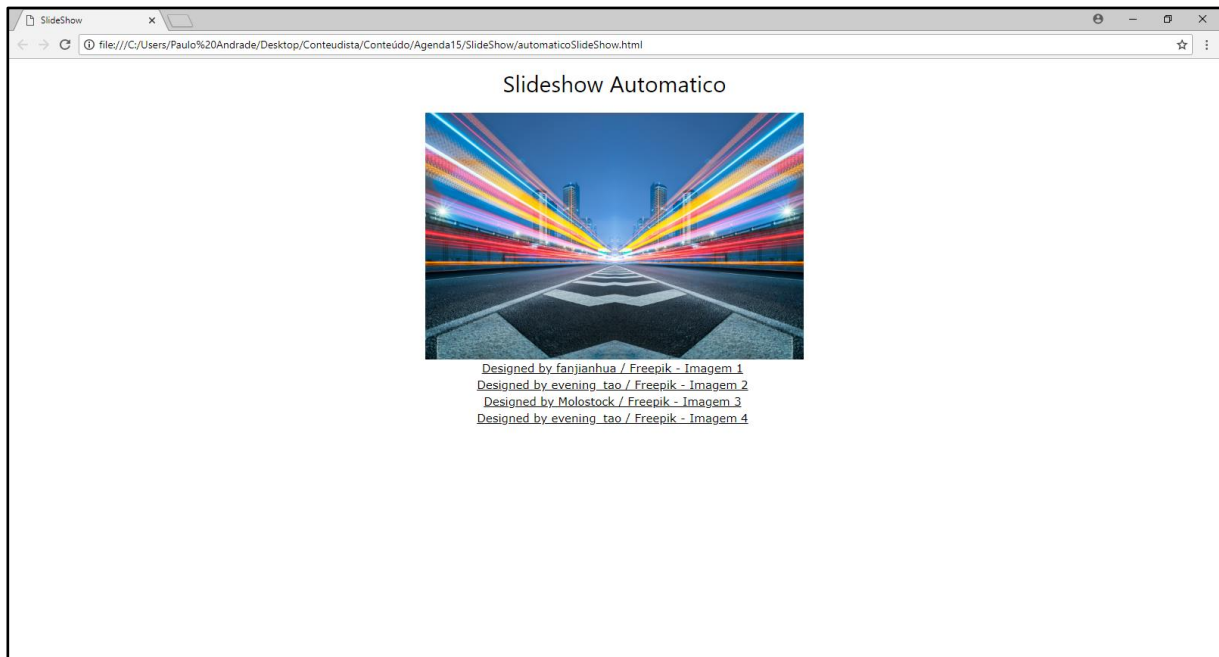 SlideShow
file:///C:/Users/Paulo%20Andrade/Desktop/Conteudista/Conteúdo/Agenda15/SlideShow/automaticoSlideShow.html
Slideshow Automatico
Designed by fanjianhua / Freepik - Imagem 1
Designed by evening_tao / Freepik - Imagem 2
Designed by Molostock / Freepik - Imagem 3
Designed by evening_tao / Freepik - Imagem 4